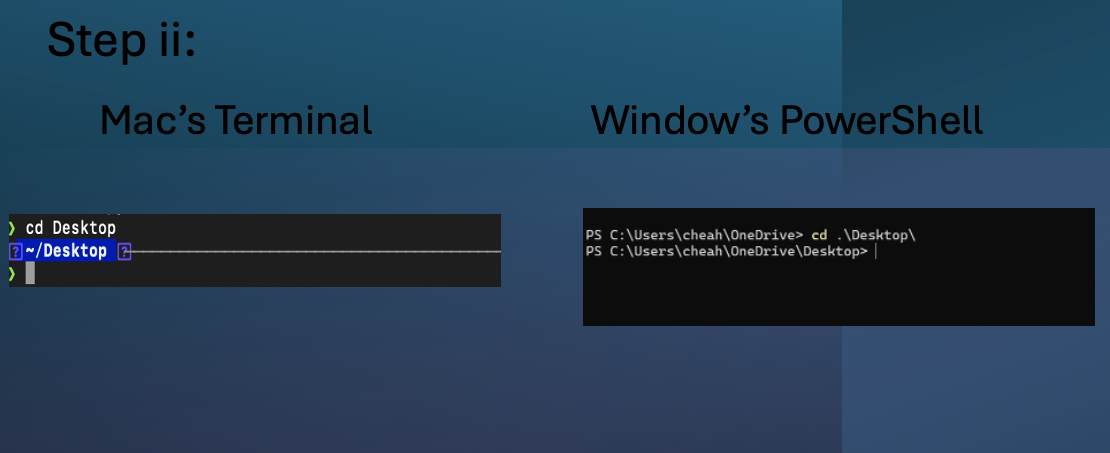 Step ii:
Mac’s Terminal
Window’s PowerShell
❯ cd Desktop
? ~/Desktop ?
❯
PS C:\Users\cheah\OneDrive> cd .\Desktop\
PS C:\Users\cheah\OneDrive\Desktop>